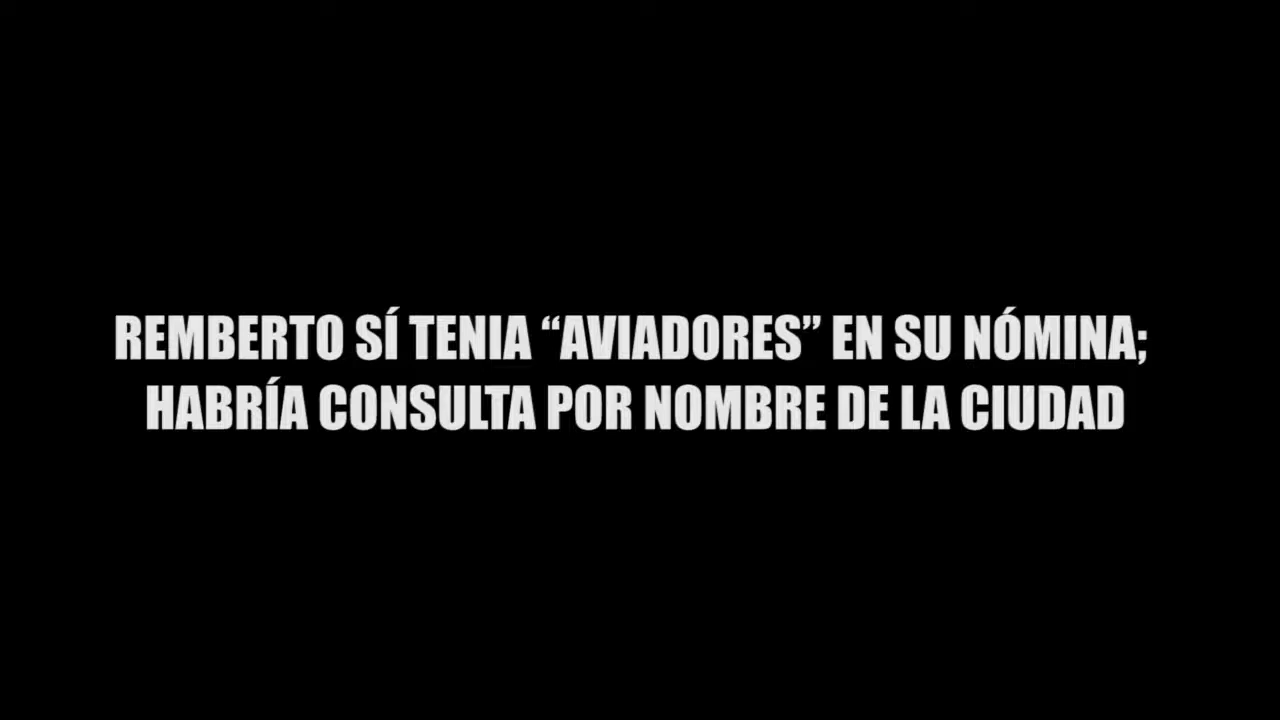 REMBERTO SÍ TENIA “AVIADORES” EN SU NÓMINA;
HABRÍA CONSULTA POR NOMBRE DE LA CIUDAD